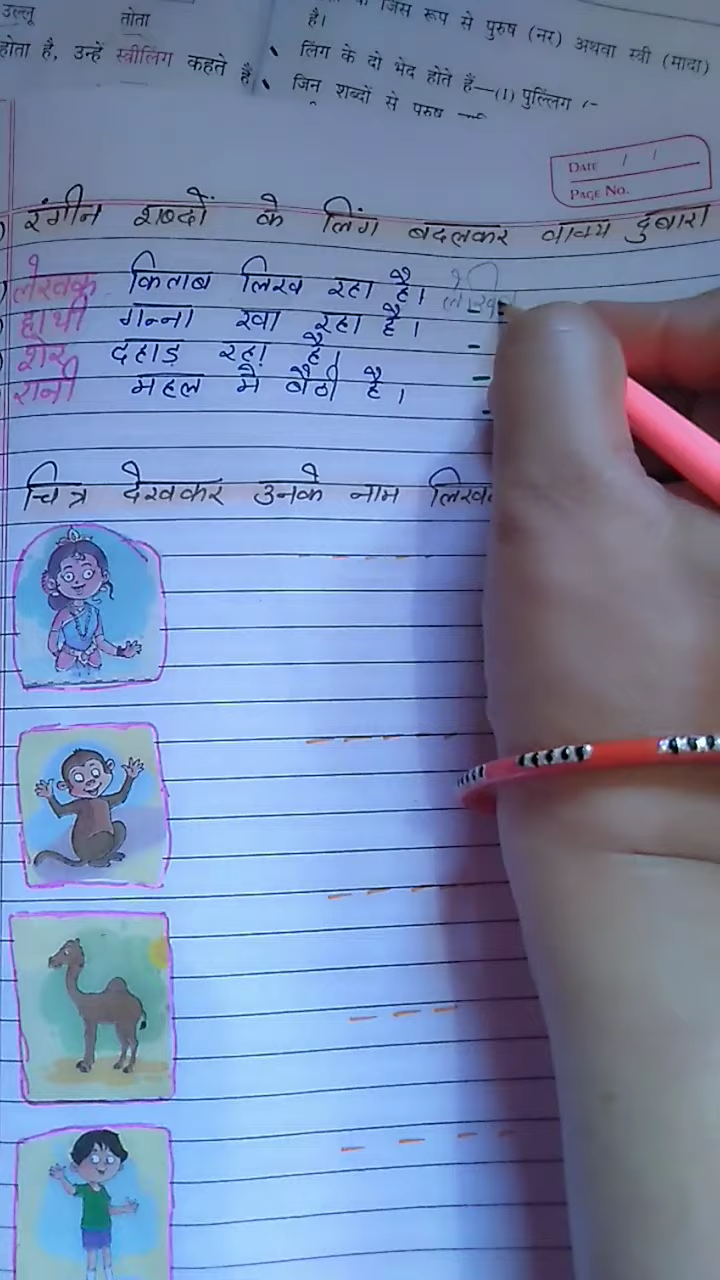 उल्लू तोता
होता है, उन्हें स्त्रीलिंग कहते हैं
जिस रूप से पुरुष (नर) अथवा स्त्री (मादा)
है।
लिंग के दो भेद होते हैं—(1) पुल्लिंग :-
जिन शब्दों से परुष
DATE / /
PAGE NO.
रंगीन शब्दों के लिंग बदलकर वाक्य दुबारा
लेखक किताब लिख रहा है। लेखि
हाथी गन्ना खा रहा है।
शेर दहाड़ रहा है।
रानी महल मै बैठी है।
चित्र देखकर उनके नाम